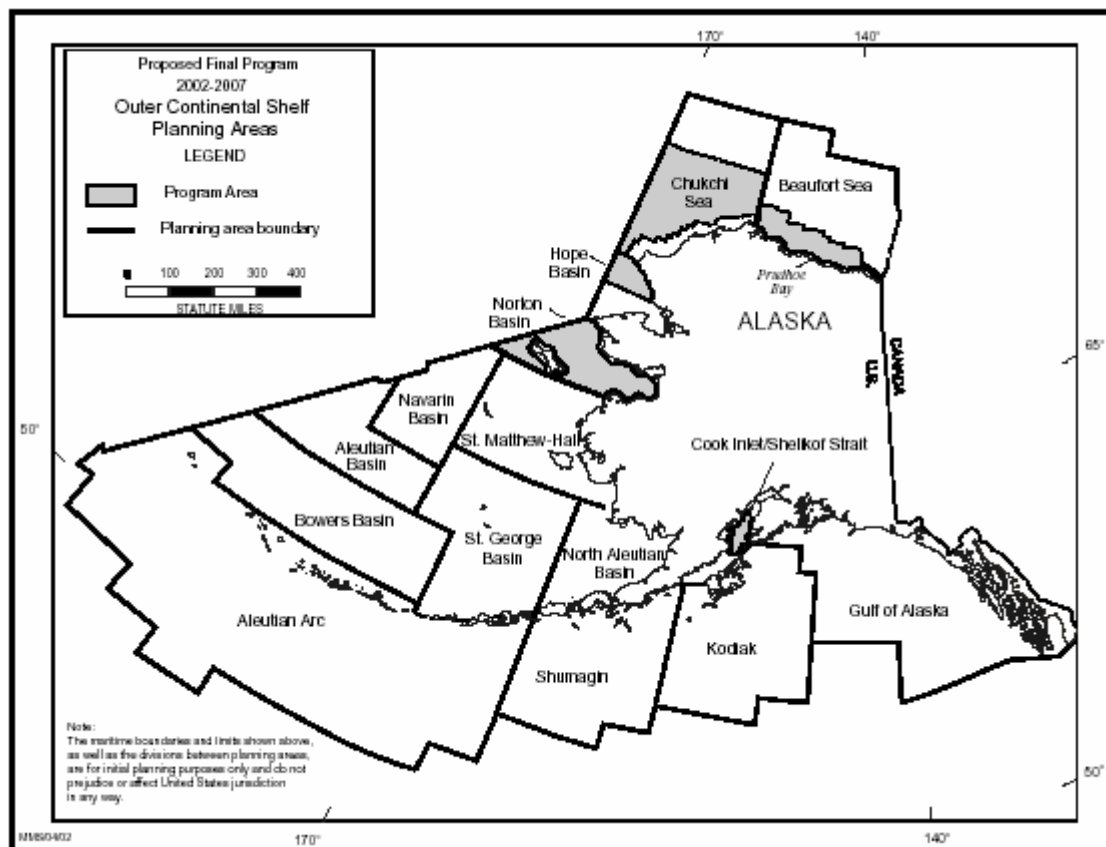 Proposed Final Program
2002-2007
Outer Continental Shelf
Planning Areas
LEGEND
Program Area
Planning area boundary
100 200 300 400
STATUTE MILES
170°
140°
Chukchi
Sea
Beaufort Sea
Hope
Basin
Prudhoe
Bay
Norton
Basin
ALASKA
65°
CANADA
U.S.
50°
Navarin
Basin
St. Matthew-Hall
Aleutian
Basin
Cook Inlet/Shelikof Strait
Bowers Basin
St. George
Basin
North Aleutian
Basin
Aleutian Arc
Gulf of Alaska
Kodiak
Shumagin
Note:
The maritime boundaries and limits shown above,
as well as the divisions between planning areas,
are for initial planning purposes only and do not
prejudice or affect United States jurisdiction
in any way.
50°
170°
140°